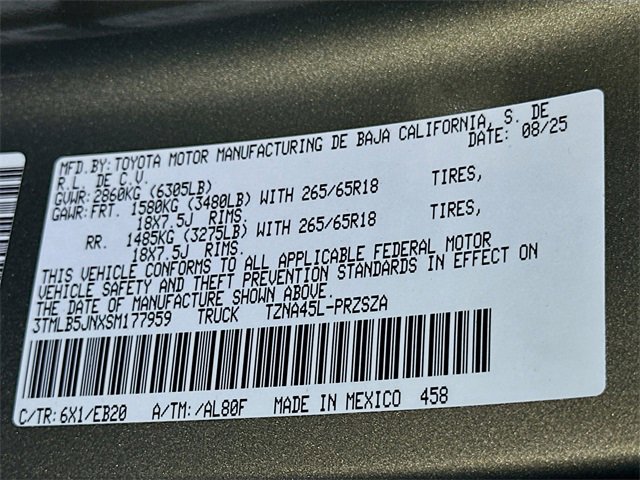 MFD.BY: TOYOTA MOTOR MANUFACTURING DE BAJA CALIFORNIA, S. DE
R.L. DE C.V. DATE: 08/25
GVWR: 2860KG (6305LB)
GAWR: FRT. 1580KG (3480LB) WITH 265/65R18 TIRES,
18X7.5J RIMS.
RR. 1485KG (3275LB) WITH 265/65R18 TIRES,
18X7.5J RIMS.
THIS VEHICLE CONFORMS TO ALL APPLICABLE FEDERAL MOTOR
VEHICLE SAFETY AND THEFT PREVENTION STANDARDS IN EFFECT ON
THE DATE OF MANUFACTURE SHOWN ABOVE.
3TMLB5JNXSM177959 TRUCK TZNA45L-PRZSZA
C/TR: 6X1/EB20 A/TM: /AL80F MADE IN MEXICO 458